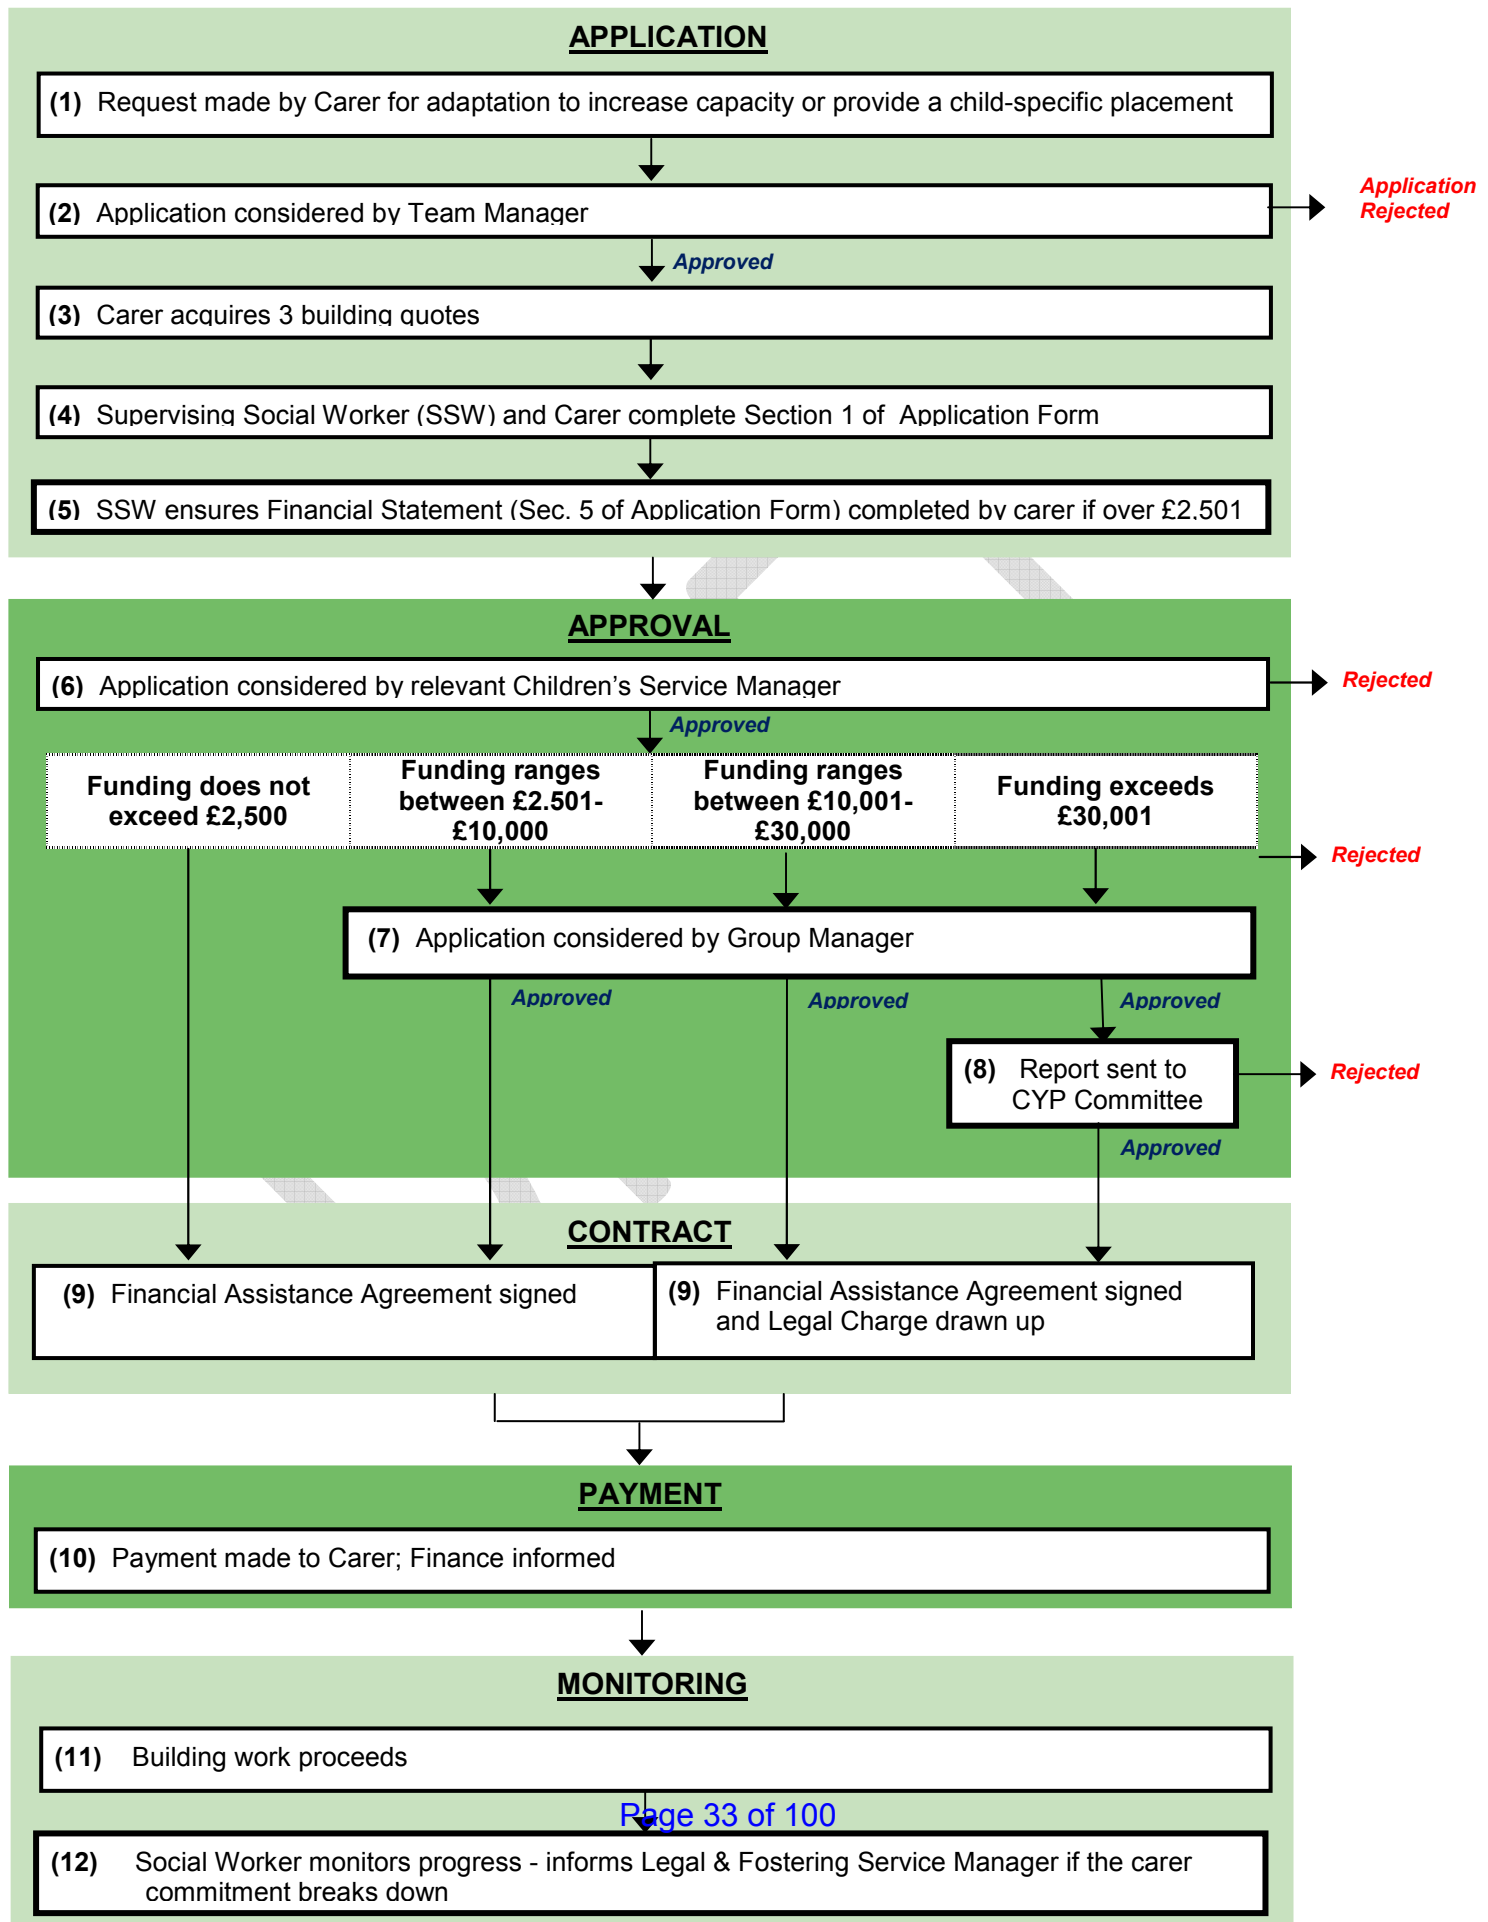 APPLICATION
(1) Request made by Carer for adaptation to increase capacity or provide a child-specific placement
Application
Rejected
(2) Application considered by Team Manager
Approved
(3) Carer acquires 3 building quotes
(4) Supervising Social Worker (SSW) and Carer complete Section 1 of Application Form
(5) SSW ensures Financial Statement (Sec. 5 of Application Form) completed by carer if over £2.501
APPROVAL
(6) Application considered by relevant Children's Service Manager
Rejected
Approved
Funding does not
exceed £2,500
Funding ranges
between £2.501-
£10,000
Funding ranges
between £10,001-
£30,000
Funding exceeds
£30,001
Rejected
(7) Application considered by Group Manager
Approved
Approved
Approved
(8) Report sent to
CYP Committee
Rejected
Approved
CONTRACT
(9) Financial Assistance Agreement signed
(9) Financial Assistance Agreement signed
and Legal Charge drawn up
PAYMENT
(10) Payment made to Carer; Finance informed
MONITORING
(11) Building work proceeds
Page 33 of 100
(12) Social Worker monitors progress - informs Legal & Fostering Service Manager if the carer
commitment breaks down